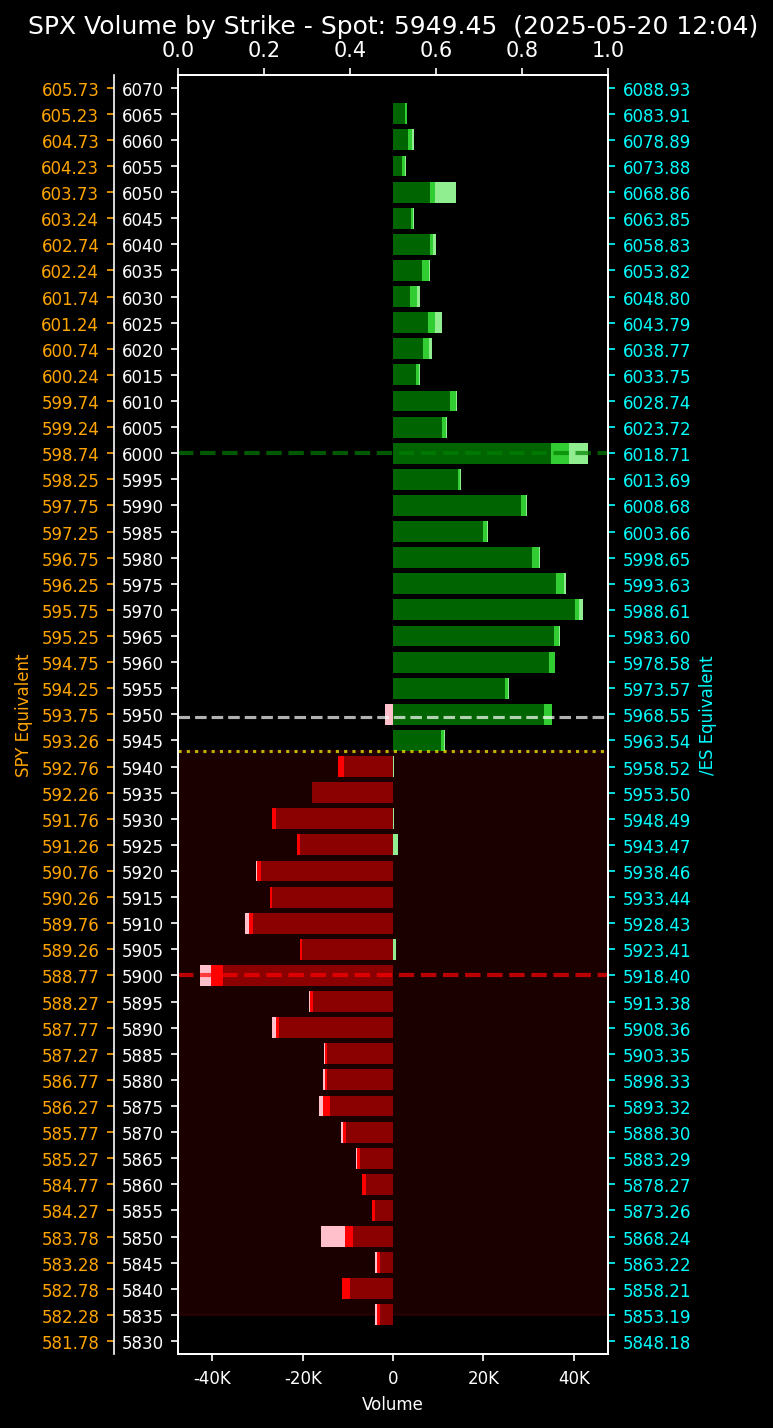 SPX Volume by Strike - Spot: 5949.45 (2025-05-20 12:04)
0.0 0.2 0.4 0.6 0.8 1.0
605.73 6070 6088.93
605.23 6065 6083.91
604.73 6060 6078.89
604.23 6055 6073.88
603.73 6050 6068.86
603.24 6045 6063.85
602.74 6040 6058.83
602.24 6035 6053.82
601.74 6030 6048.80
601.24 6025 6043.79
600.74 6020 6038.77
600.24 6015 6033.75
599.74 6010 6028.74
599.24 6005 6023.72
598.74 6000 6018.71
598.25 5995 6013.69
597.75 5990 6008.68
597.25 5985 6003.66
596.75 5980 5998.65
596.25 5975 5993.63
595.75 5970 5988.61
595.25 5965 5983.60
594.75 5960 5978.58
594.25 5955 5973.57
593.75 5950 5968.55
593.26 5945 5963.54
592.76 5940 5958.52
592.26 5935 5953.50
591.76 5930 5948.49
591.26 5925 5943.47
590.76 5920 5938.46
590.26 5915 5933.44
589.76 5910 5928.43
589.26 5905 5923.41
588.77 5900 5918.40
588.27 5895 5913.38
587.77 5890 5908.36
587.27 5885 5903.35
586.77 5880 5898.33
586.27 5875 5893.32
585.77 5870 5888.30
585.27 5865 5883.29
584.77 5860 5878.27
584.27 5855 5873.26
583.78 5850 5868.24
583.28 5845 5863.22
582.78 5840 5858.21
582.28 5835 5853.19
581.78 5830 5848.18
SPY Equivalent
/ES Equivalent
-40K -20K 0 20K 40K
Volume